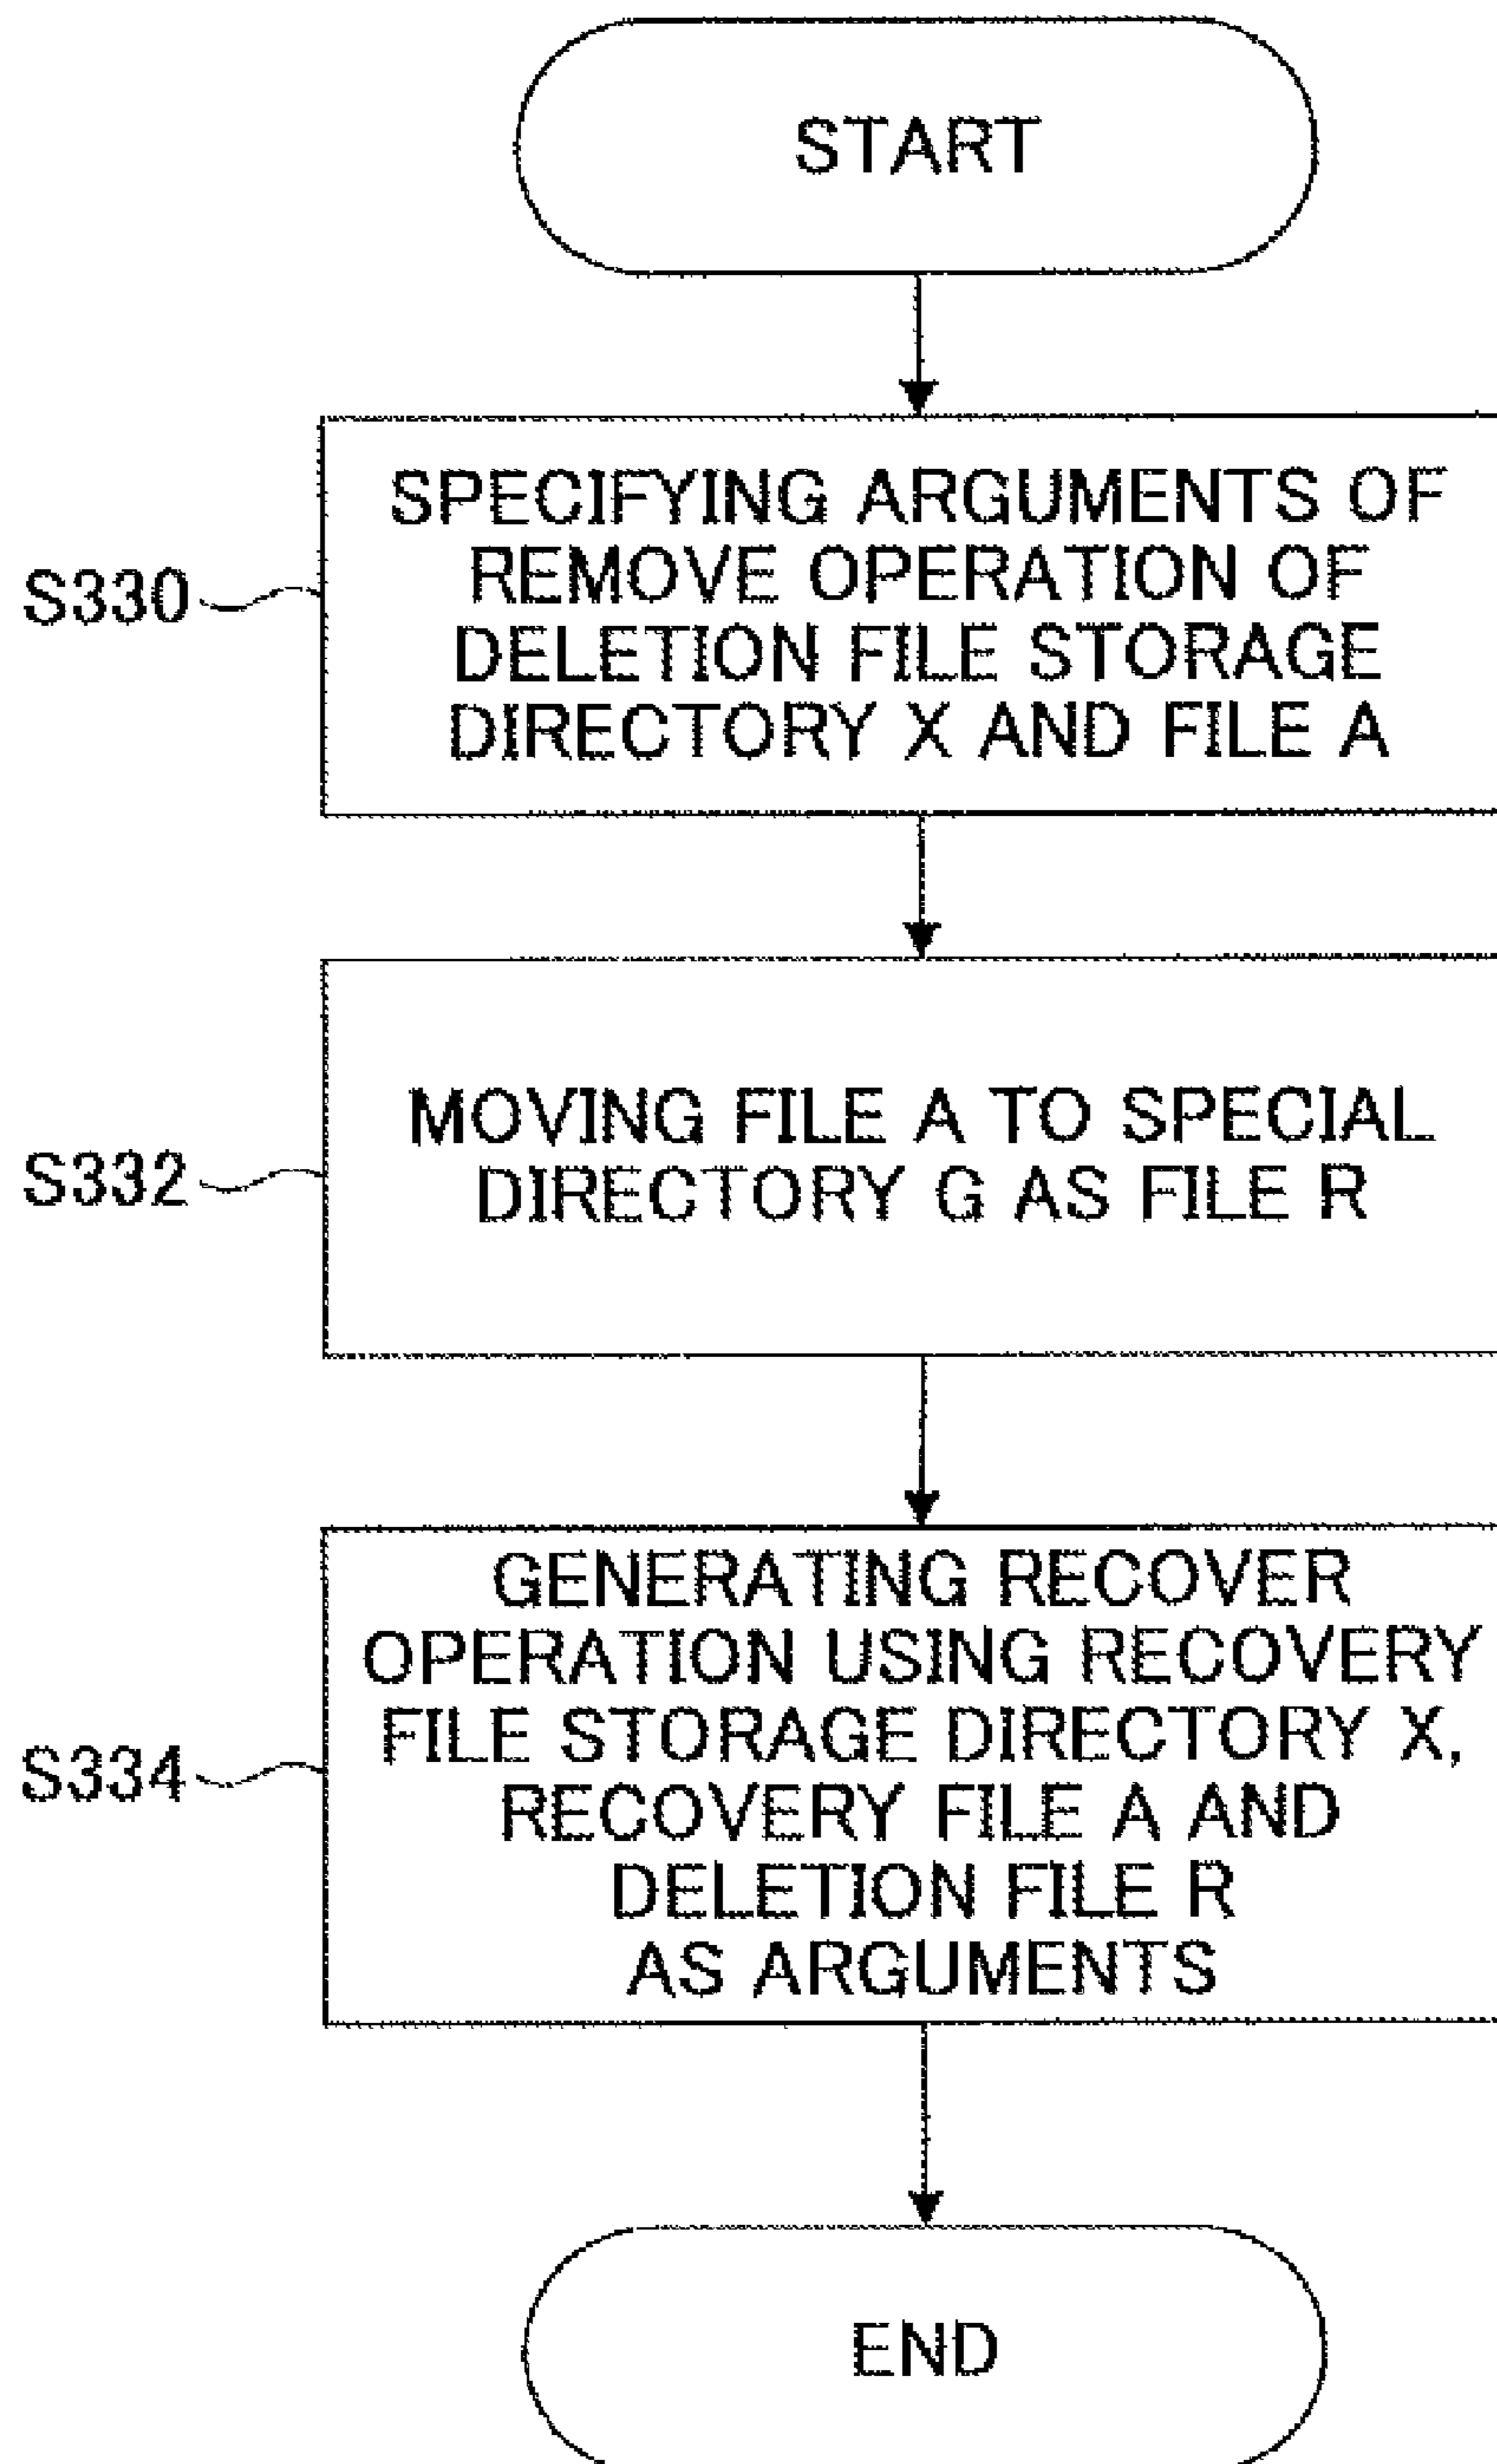 START
S330
SPECIFYING ARGUMENTS OF
REMOVE OPERATION OF
DELETION FILE STORAGE
DIRECTORY X AND FILE A
S332
MOVING FILE A TO SPECIAL
DIRECTORY G AS FILE R
S334
GENERATING RECOVER
OPERATION USING RECOVERY
FILE STORAGE DIRECTORY X,
RECOVERY FILE A AND
DELETION FILE R
AS ARGUMENTS
END